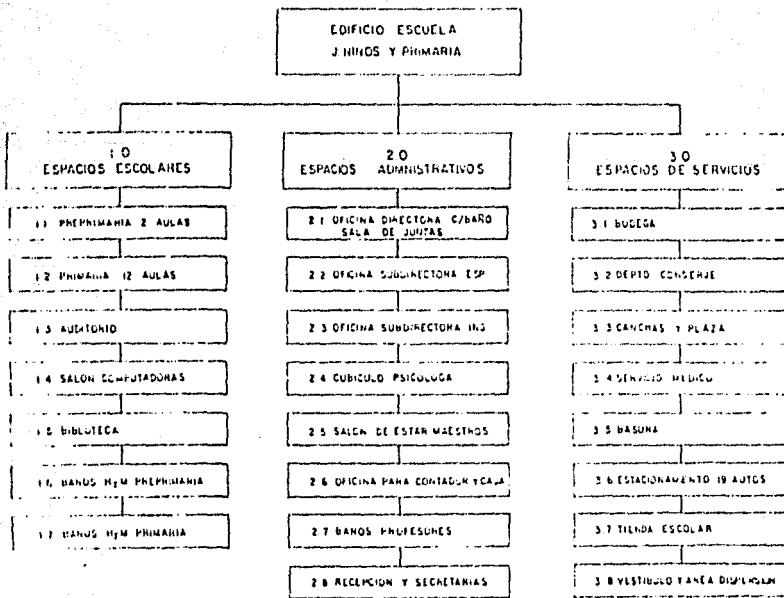 EDIFICIO ESCUELA
J. NIÑOS Y PRIMARIA
1.0
ESPACIOS ESCOLARES
1.1 PREPRIMARIA 2 AULAS
1.2 PRIMARIA 12 AULAS
1.3 AUDITORIO
1.4 SALON COMPUTADORAS
1.5 BIBLOTECA
1.6 BAÑOS HyM PREPRIMARIA
1.7 BAÑOS HyM PRIMARIA
2.0
ESPACIOS ADMNISTRATIVOS
2.1 OFICINA DIRECTORA C/BAÑO
SALA DE JUNTAS
2.2 OFICINA SUBDIRECTORA ESP
2.3 OFICINA SUBDIRECTORA ING
2.4 CUBICULO PSICOLOGA
2.5 SALON DE ESTAR MAESTROS
2.6 OFICINA PARA CONTADOR Y CAJA
2.7 BAÑOS PROFESORES
2.8 RECEPCION Y SECRETARIAS
3.0
ESPACIOS DE SERVICIOS
3.1 BODEGA
3.2 DEPTO CONSERJE
3.3 CANCHAS Y PLAZA
3.4 SERVICIO MEDICO
3.5 BASURA
3.6 ESTACIONAMIENTO 19 AUTOS
3.7 TIENDA ESCOLAR
3.8 VESTIBULO Y AREA DISPERSION